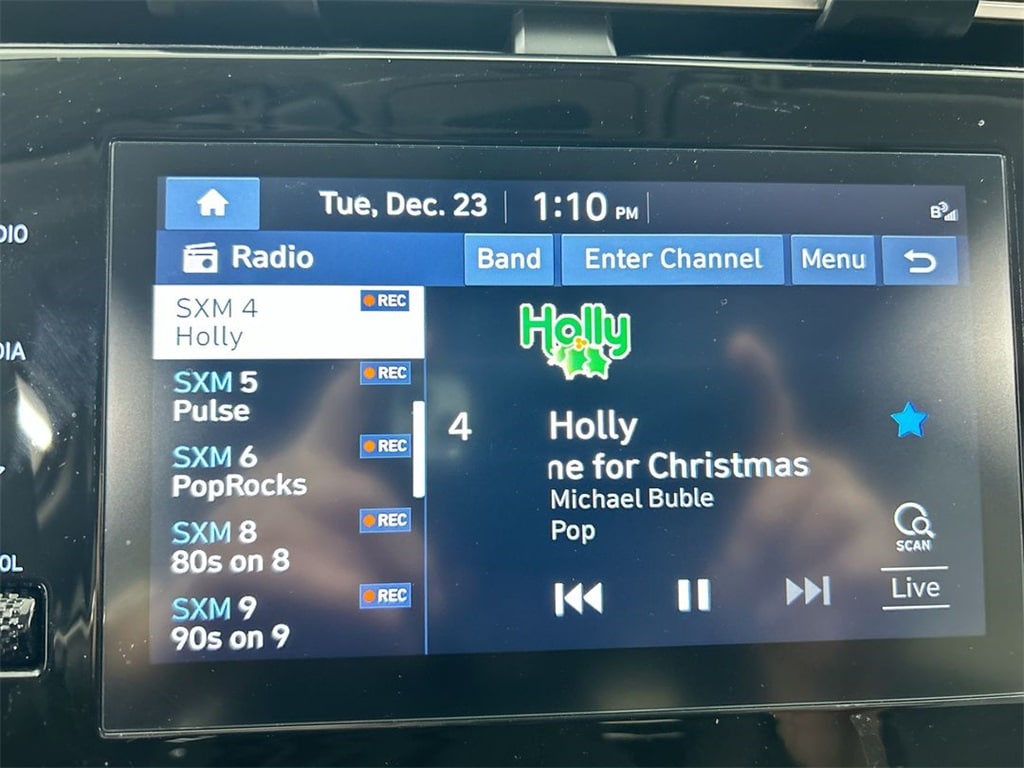 Tue, Dec. 23 1:10 PM
Radio Band Enter Channel Menu
SXM 4 REC
Holly
SXM 5 REC
Pulse
SXM 6 REC
PopRocks
SXM 8 REC
80s on 8
SXM 9 REC
90s on 9
Holly
4 Holly
ne for Christmas
Michael Buble
Pop
SCAN
Live
DIO
DIA
OL